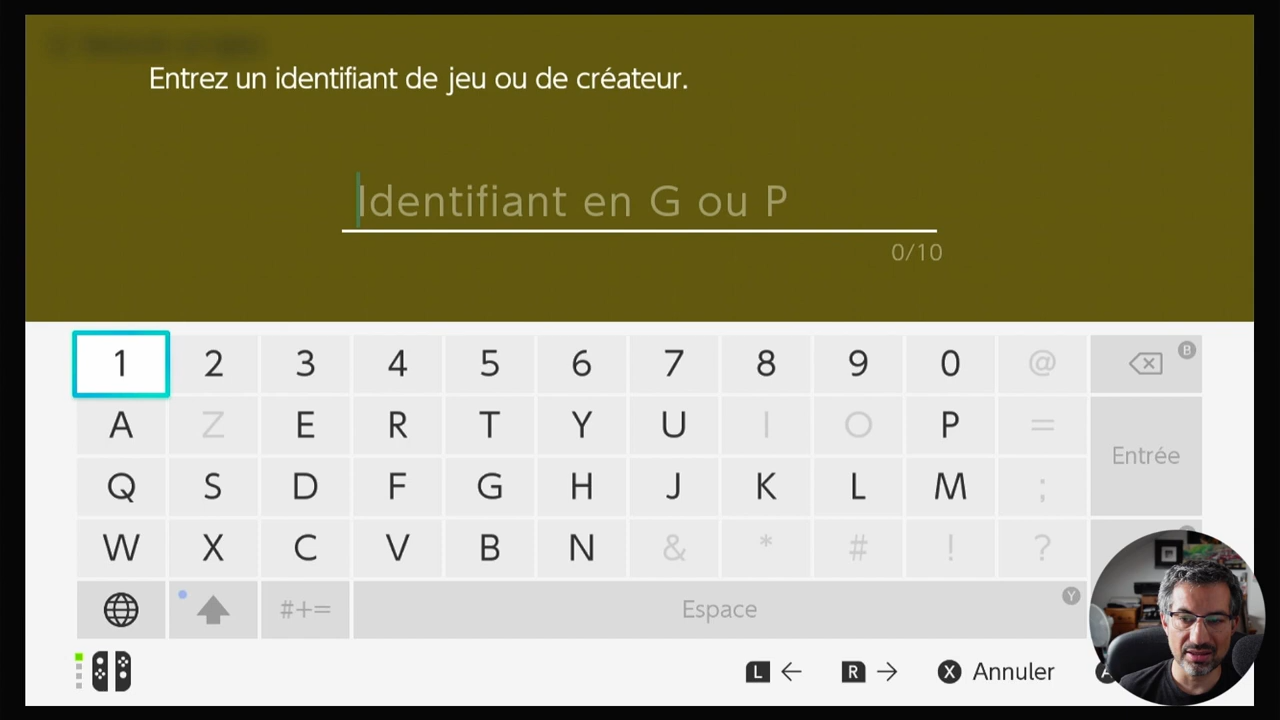 Entrez un identifiant de jeu ou de créateur.
Identifiant en G ou P
0/10
1 2 3 4 5 6 7 8 9 0 @ B
A Z E R T Y U I O P =
Entrée
Q S D F G H J K L M ;
W X C V B N & * # ! ?
#+= Espace Y
L ← R → X Annuler A